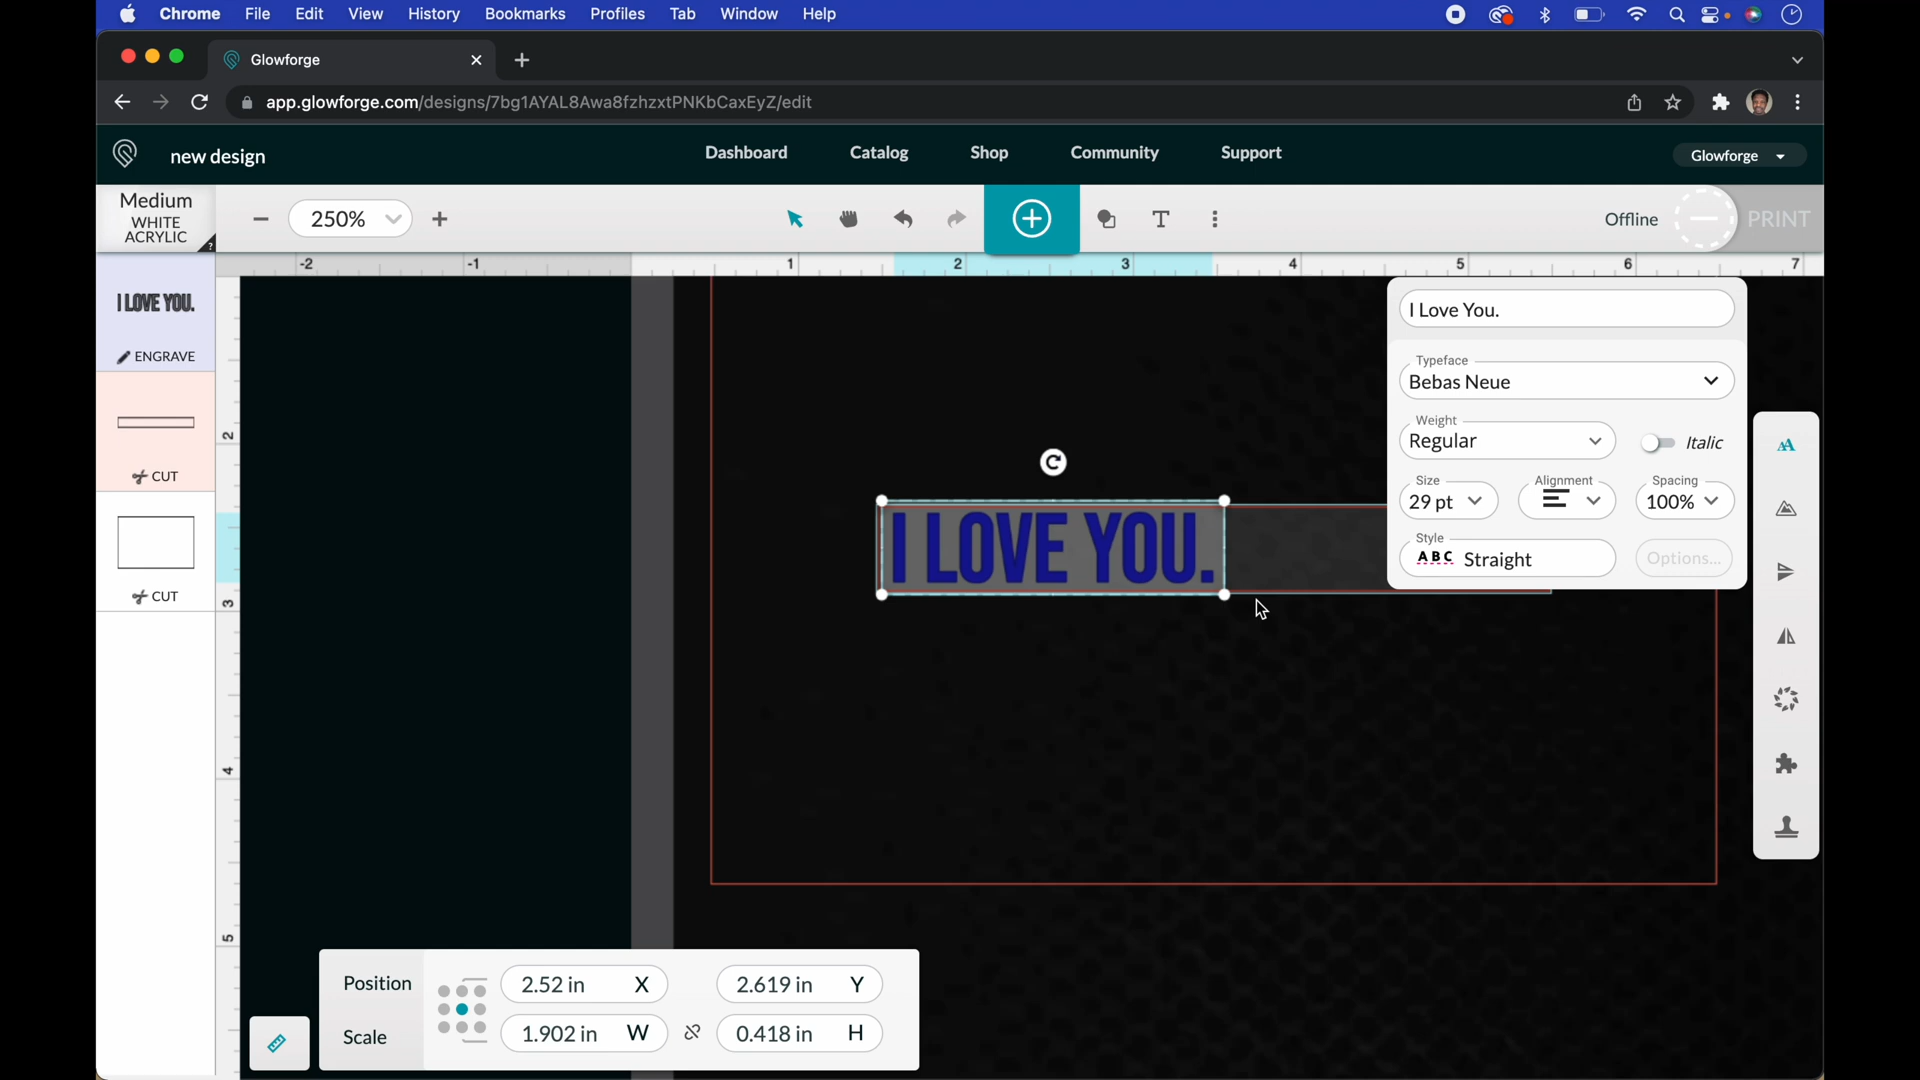 Chrome File Edit View History Bookmarks Profiles Tab Window Help
Glowforge
app.glowforge.com/designs/7bg1AYAL8Awa8fzhzxtPNKbCaxEyZ/edit
new design Dashboard Catalog Shop Community Support Glowforge
Medium
WHITE
ACRYLIC
?
250%
T
Offline PRINT
-2 -1 1 2 3 4 5 6 7
I LOVE YOU.
ENGRAVE
CUT
CUT
2
3
4
5
I LOVE YOU.
I Love You.
Typeface
Bebas Neue
Weight
Regular
Italic
Size
29 pt
Alignment
Spacing
100%
Style
ABC Straight
Options...
AA
Position 2.52 in X 2.619 in Y
Scale 1.902 in W 0.418 in H